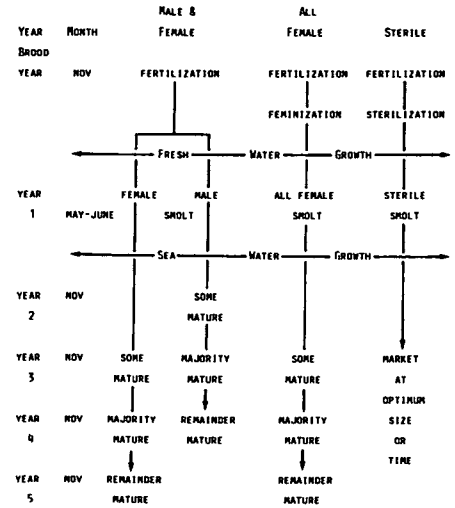 MALE & ALL
YEAR MONTH FEMALE FEMALE STERILE
BROOD
YEAR NOV FERTILIZATION FERTILIZATION FERTILIZATION
FEMINIZATION STERILIZATION
FRESH WATER GROWTH
YEAR FEMALE MALE ALL FEMALE STERILE
1 MAY-JUNE SMOLT SMOLT SMOLT
SEA WATER GROWTH
YEAR NOV SOME
2 MATURE
YEAR NOV SOME MAJORITY SOME MARKET
3 MATURE MATURE MATURE AT
OPTIMUM
YEAR NOV MAJORITY REMAINDER MAJORITY SIZE
4 MATURE MATURE MATURE OR
TIME
YEAR NOV REMAINDER REMAINDER
5 MATURE MATURE